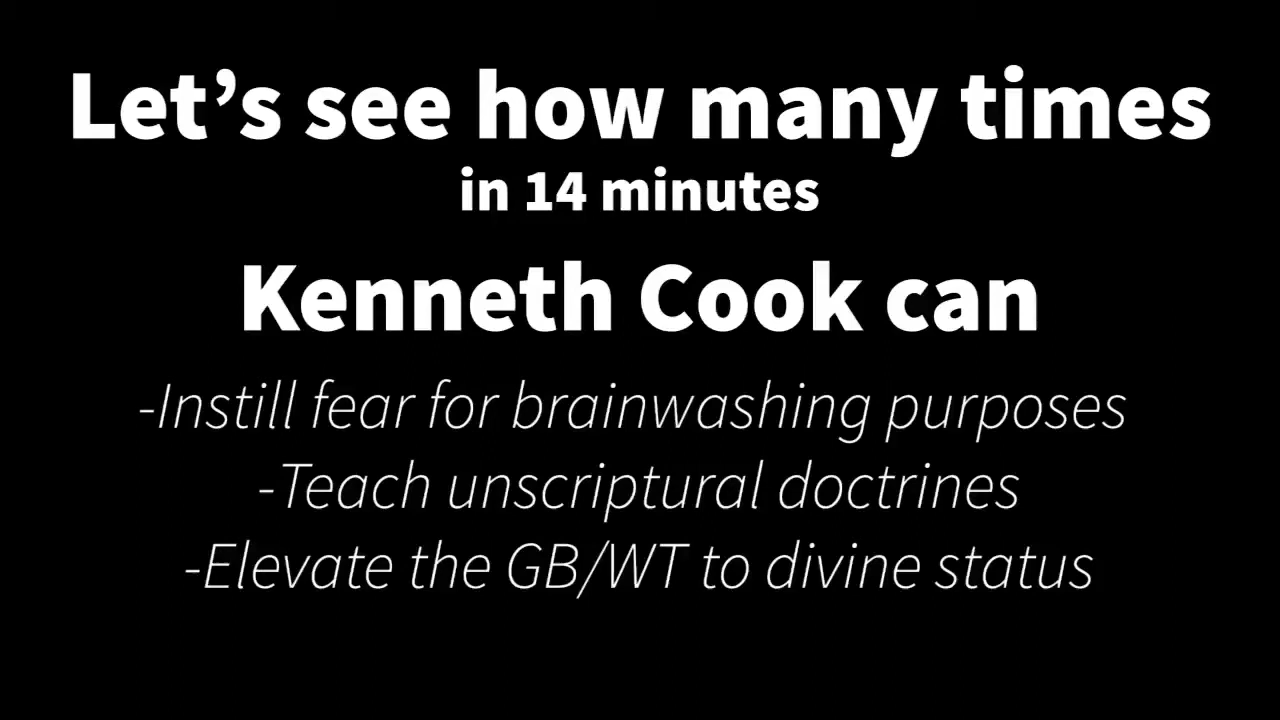 Let’s see how many times
in 14 minutes
Kenneth Cook can
-Instill fear for brainwashing purposes
-Teach unscriptural doctrines
-Elevate the GB/WT to divine status